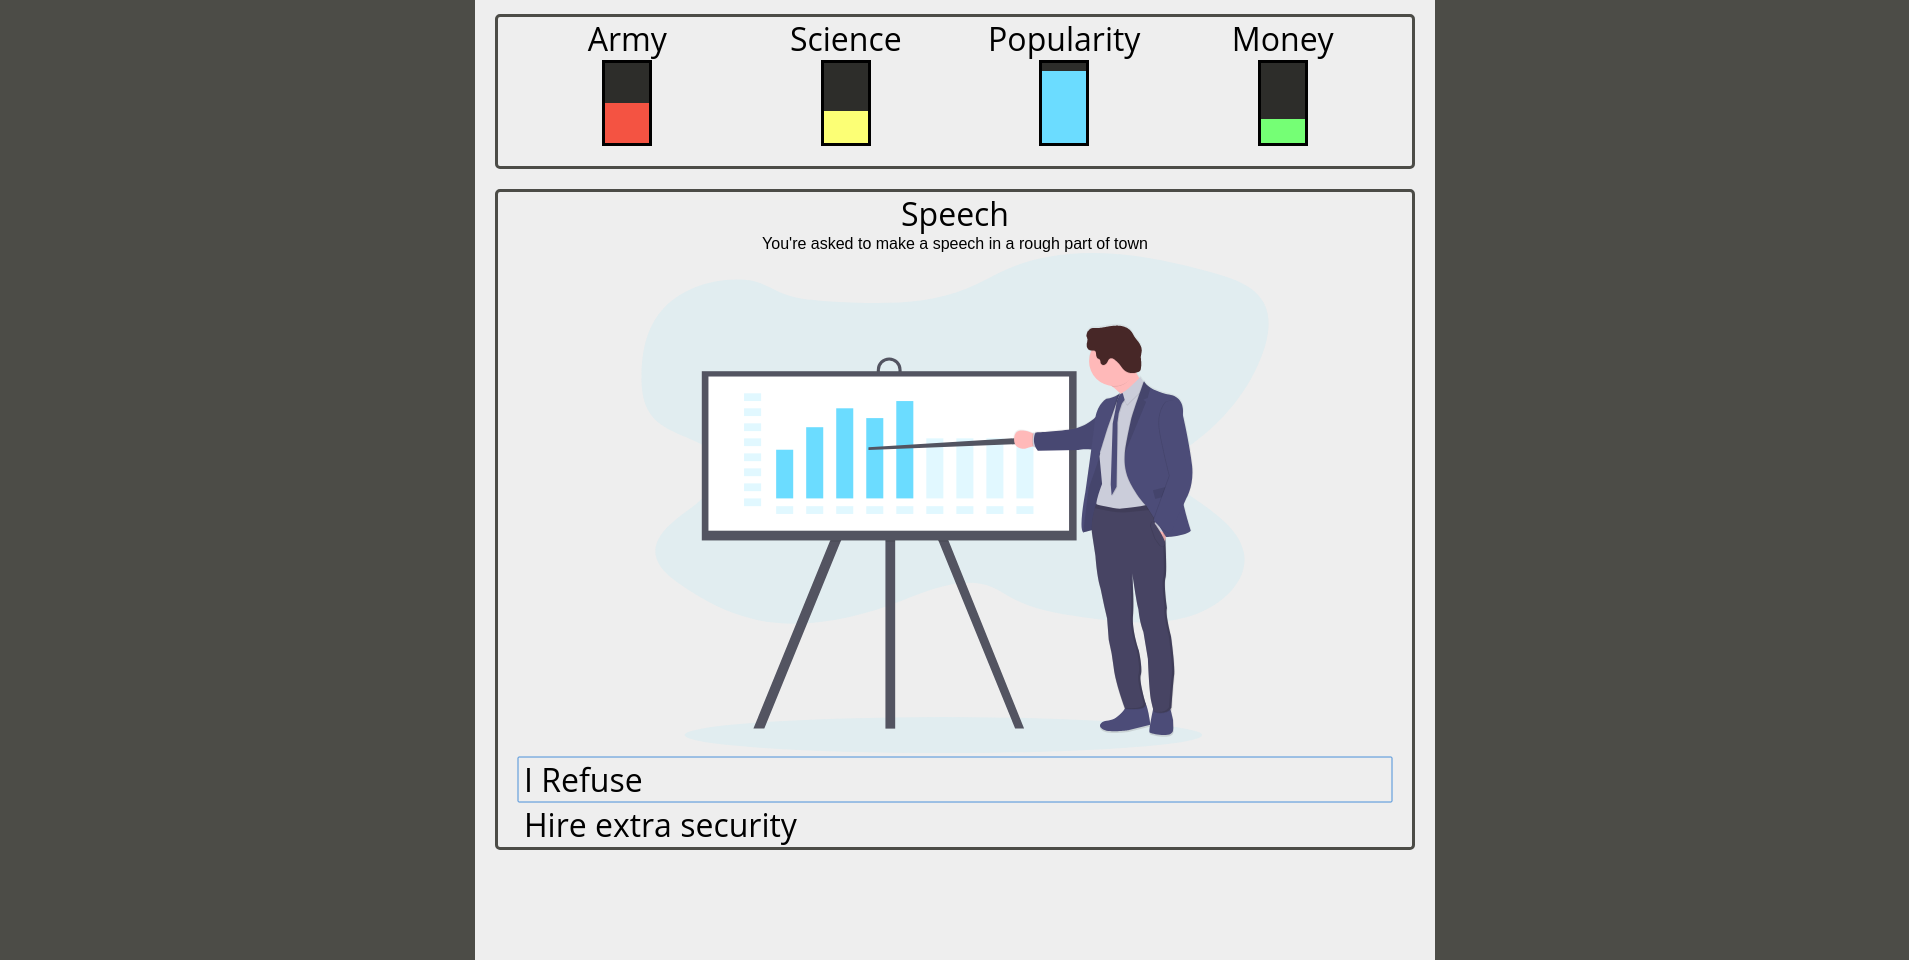 Army Science Popularity Money
Speech
You're asked to make a speech in a rough part of town
I Refuse
Hire extra security